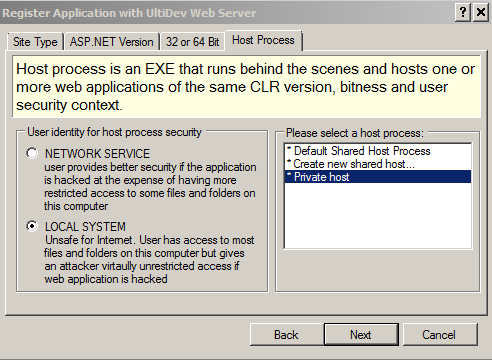 Register Application with UltiDev Web Server
Site Type
ASP.NET Version
32 or 64 Bit
Host Process
Host process is an EXE that runs behind the scenes and hosts one or
more web applications of the same CLR version, bitness and user
security context.
User identity for host process security
NETWORK SERVICE
user provides better security if the application
is hacked at the expense of having more
restricted access to some files and folders on
this computer
LOCAL SYSTEM
Unsafe for Internet. User has access to most
files and folders on this computer but gives
an attacker virtaully unrestricted access if
web application is hacked
Please select a host process:
* Default Shared Host Process
* Create new shared host...
* Private host
Back
Next
Cancel